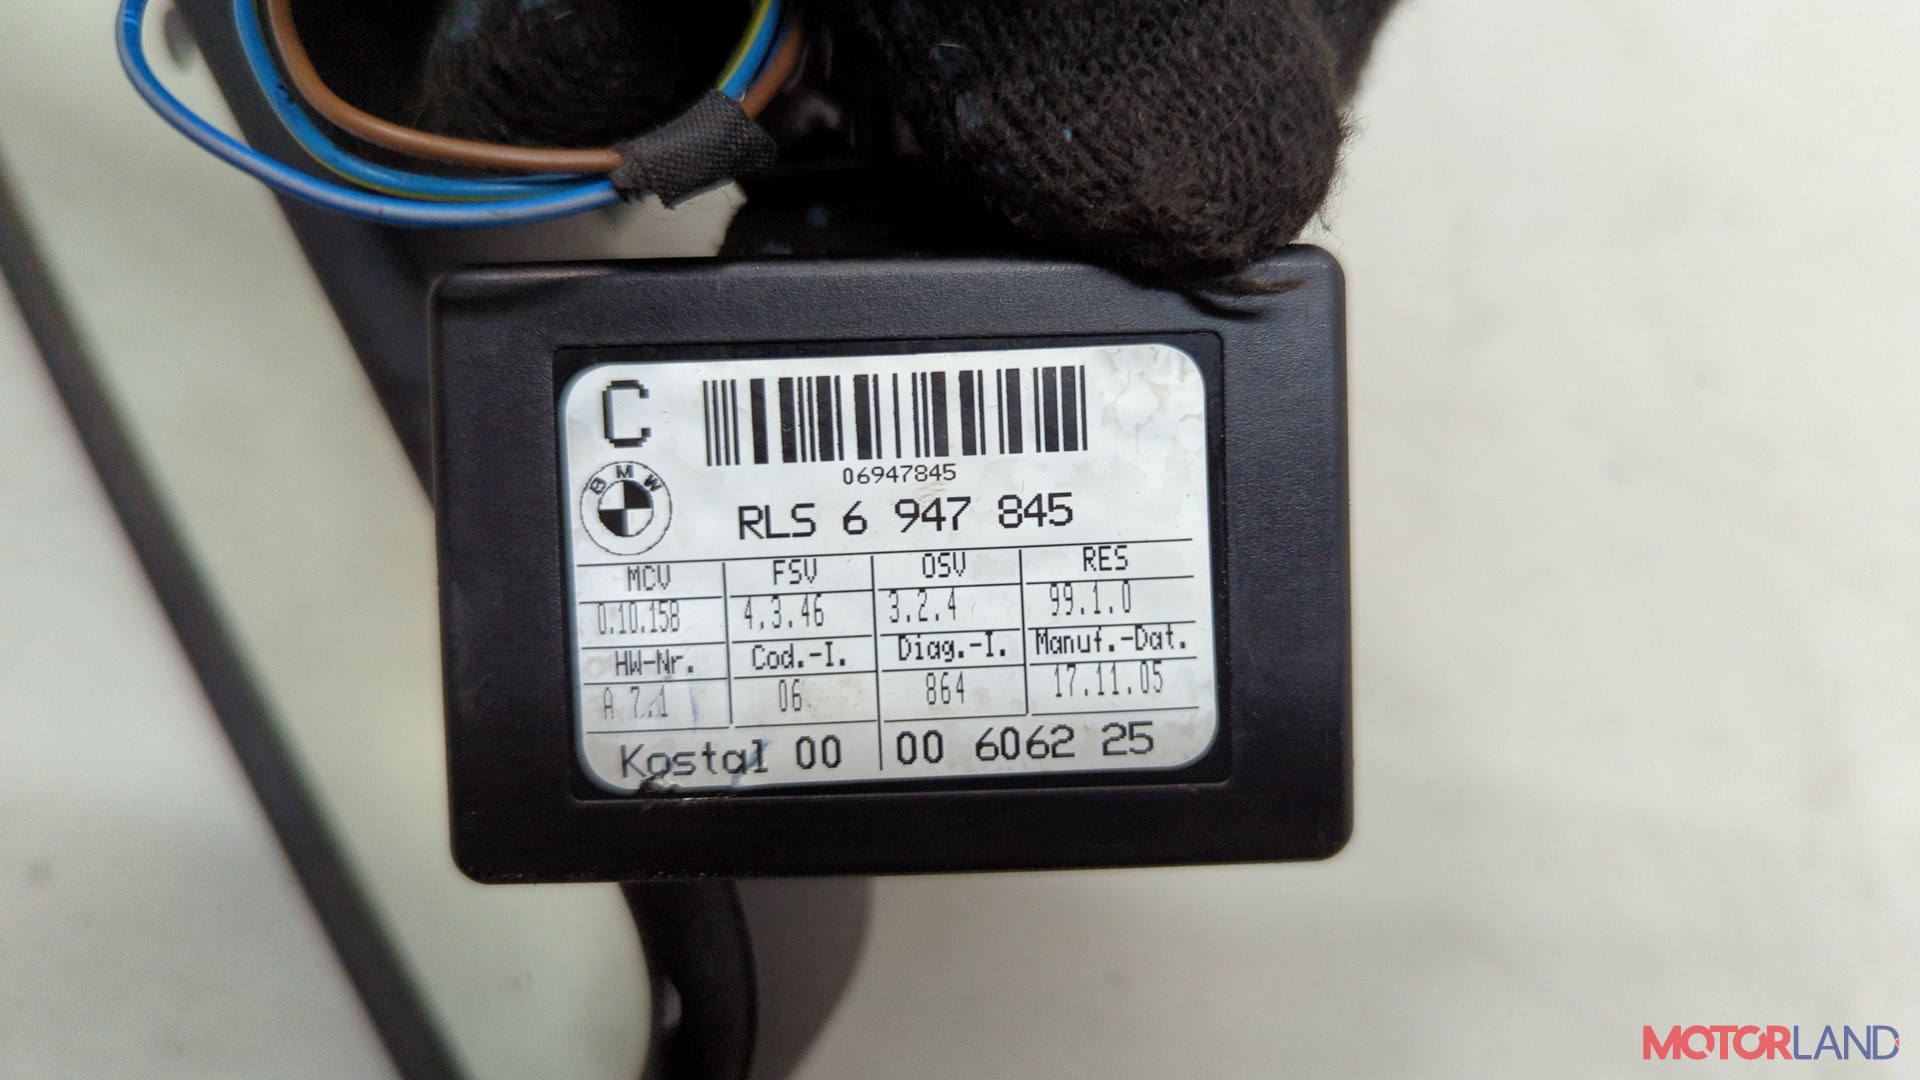 C
06947845
BMW
RLS 6 947 845
MCV FSV OSV RES
0.10.158 4.3.46 3.2.4 99.1.0
HW-Nr. Cod.-I. Diag.-I. Manuf.-Dat.
A 7.1 06 864 17.11.05
Kostal 00 00 6062 25
MOTORLAND